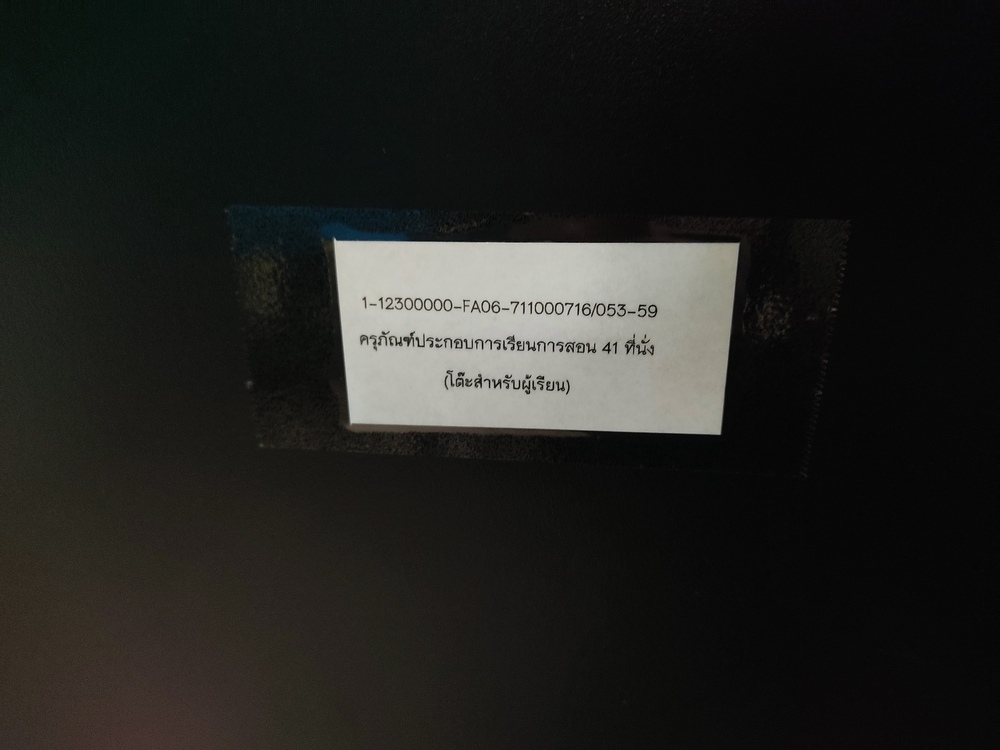 1-12300000-FA06-711000716/053-59
ครุภัณฑ์ประกอบการเรียนการสอน 41 ที่นั่ง
(โต๊ะสำหรับผู้เรียน)